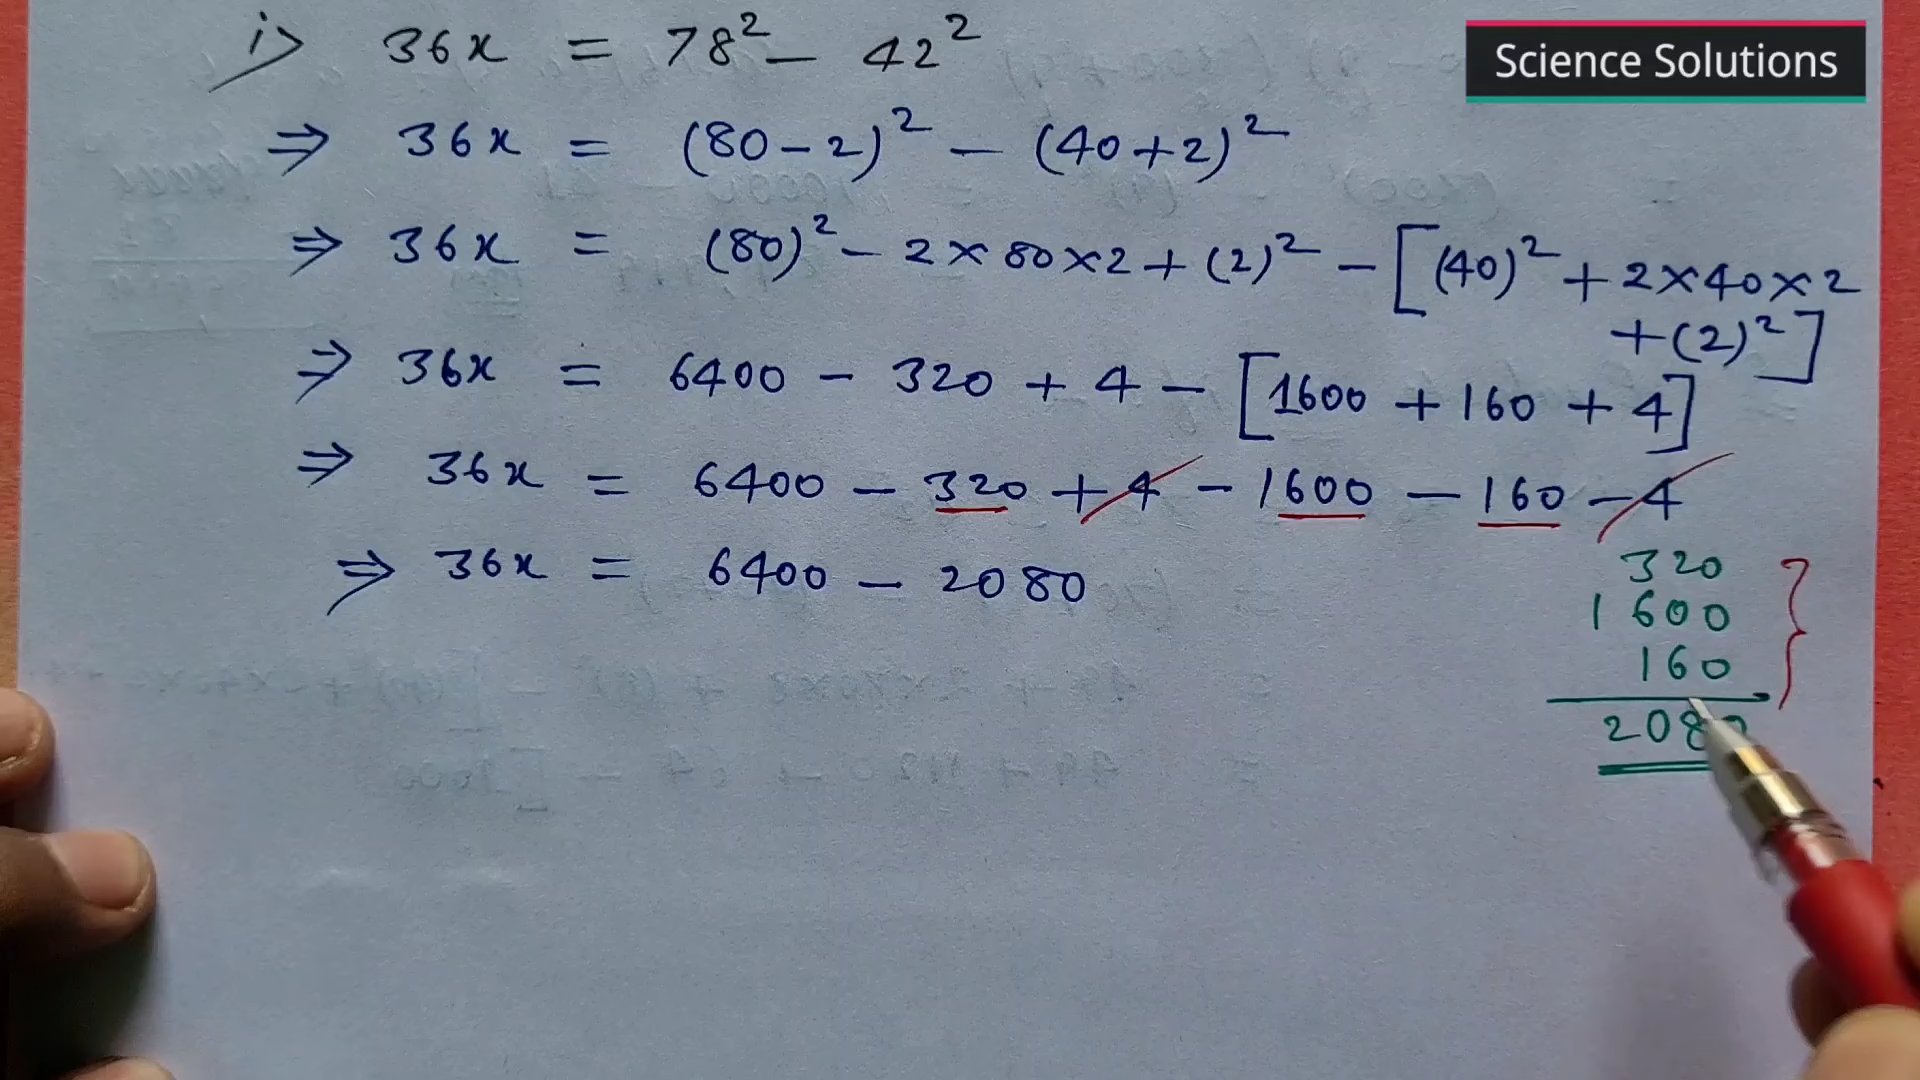 i> 36x = 78² - 42²
Science Solutions
⇒ 36x = (80-2)² - (40+2)²
⇒ 36x = (80)² - 2×80×2+(2)² - [(40)² + 2×40×2
+(2)²]
⇒ 36x = 6400 - 320 + 4 - [1600 + 160 + 4]
⇒ 36x = 6400 - 320 + 4 - 1600 - 160 - 4
⇒ 36x = 6400 - 2080
320
1600
160
2080